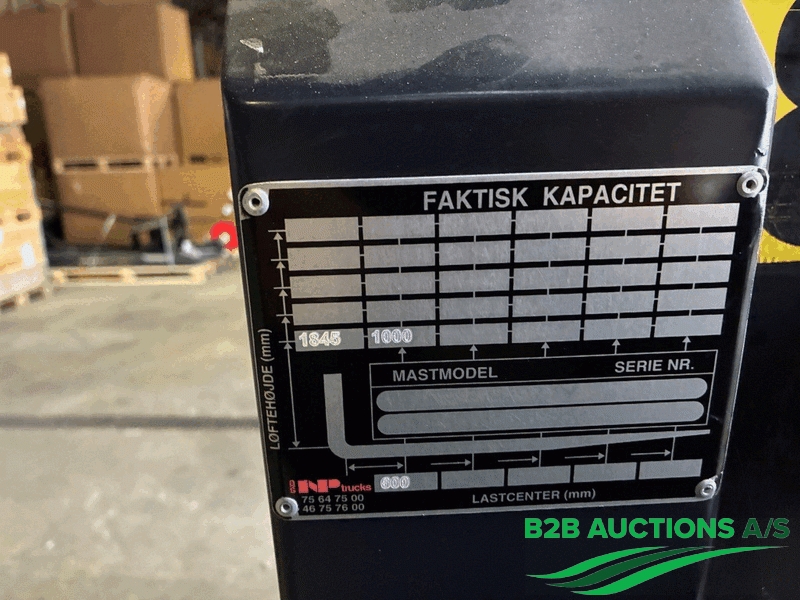 FAKTISK KAPACITET
1845 1000
LØFTEHØJDE (mm)
MASTMODEL SERIE NR.
600
NP trucks
75 64 75 00
46 75 76 00
LASTCENTER (mm)
B2B AUCTIONS A/S